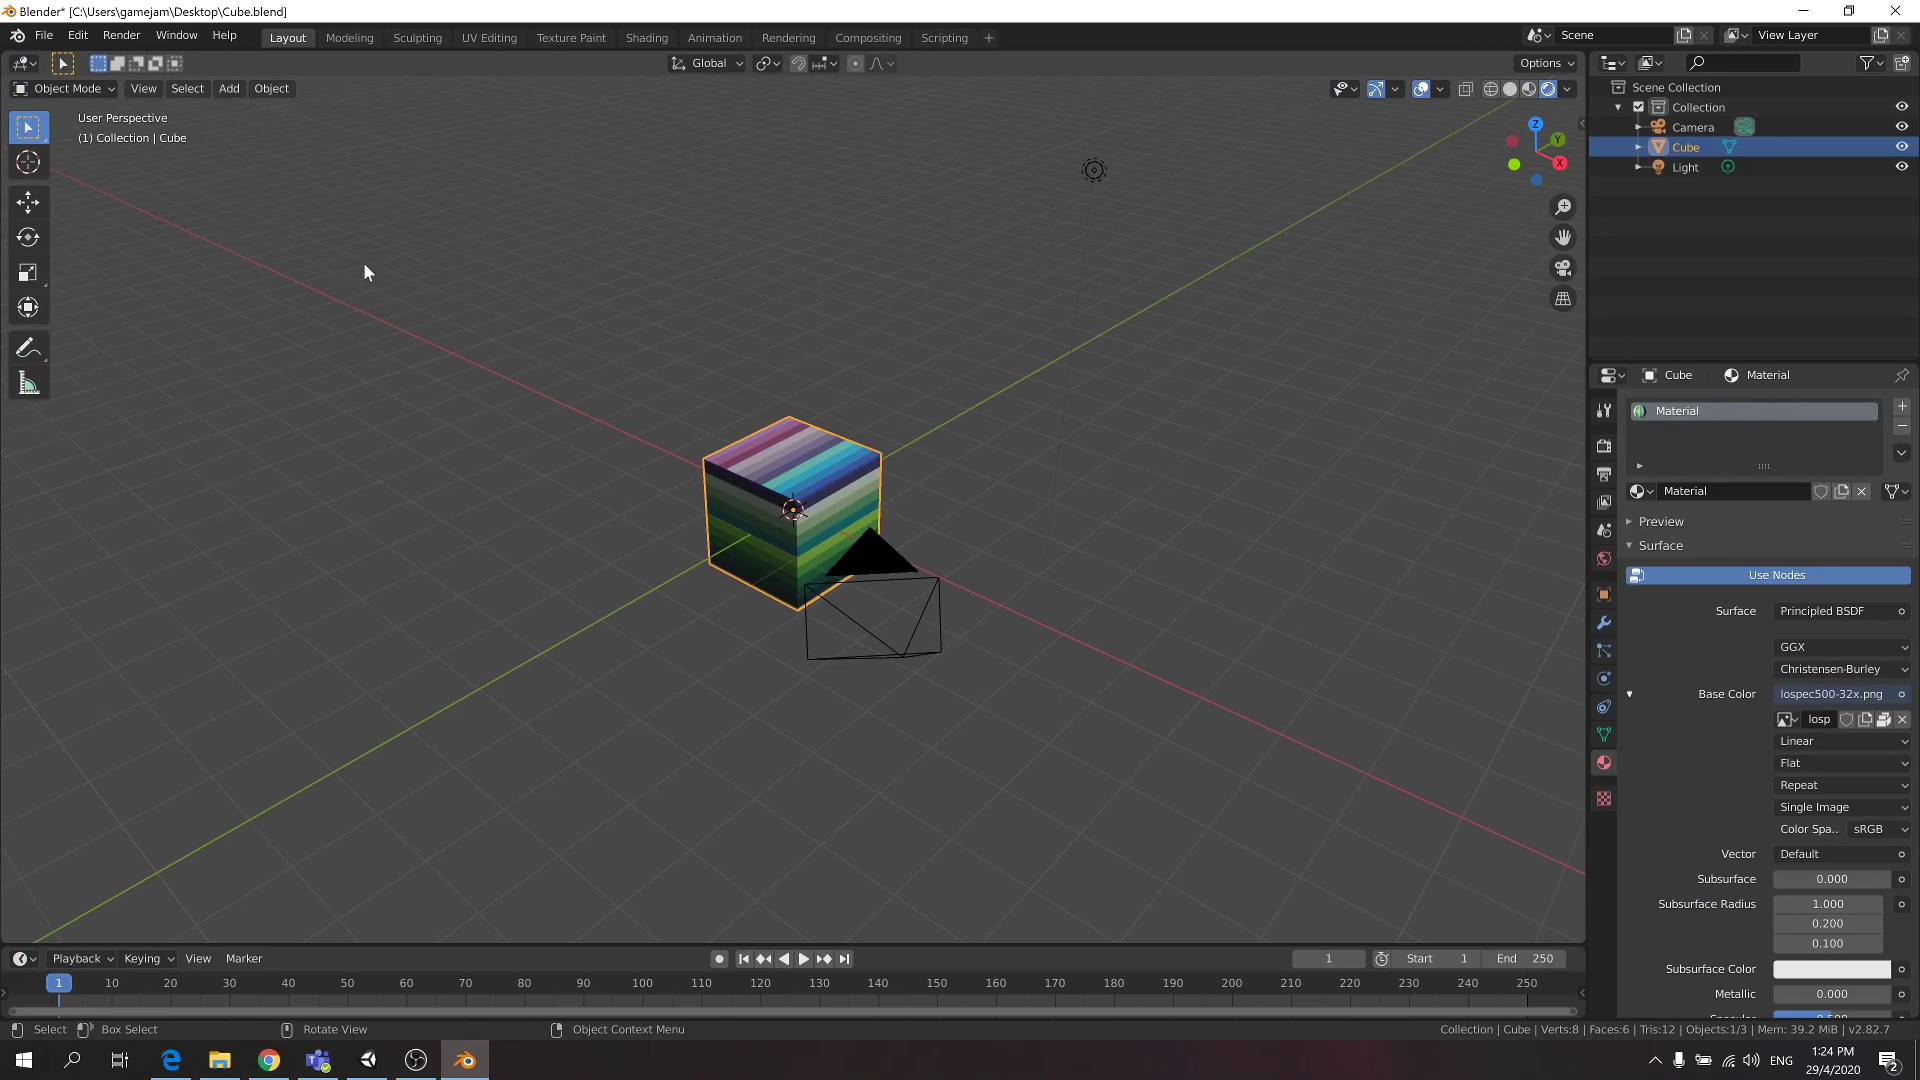 Blender* [C:\Users\gamejam\Desktop\Cube.blend]
File Edit Render Window Help
Layout Modeling Sculpting UV Editing Texture Paint Shading Animation Rendering Compositing Scripting +
Scene
View Layer
Global
Options
Object Mode View Select Add Object
User Perspective
(1) Collection | Cube
Z
Y
X
Scene Collection
Collection
Camera
Cube
Light
Cube Material
Material
Material
Preview
Surface
Use Nodes
Surface Principled BSDF
GGX
Christensen-Burley
Base Color lospec500-32x.png
losp
Linear
Flat
Repeat
Single Image
Color Spa.. sRGB
Vector Default
Subsurface 0.000
Subsurface Radius 1.000
0.200
0.100
Subsurface Color
Metallic 0.000
Playback Keying View Marker
1 Start 1 End 250
1 10 20 30 40 50 60 70 80 90 100 110 120 130 140 150 160 170 180 190 200 210 220 230 240 250
Select Box Select Rotate View Object Context Menu
Collection | Cube | Verts:8 | Faces:6 | Tris:12 | Objects:1/3 | Mem: 39.2 MiB | v2.82.7
ENG
1:24 PM
29/4/2020
2